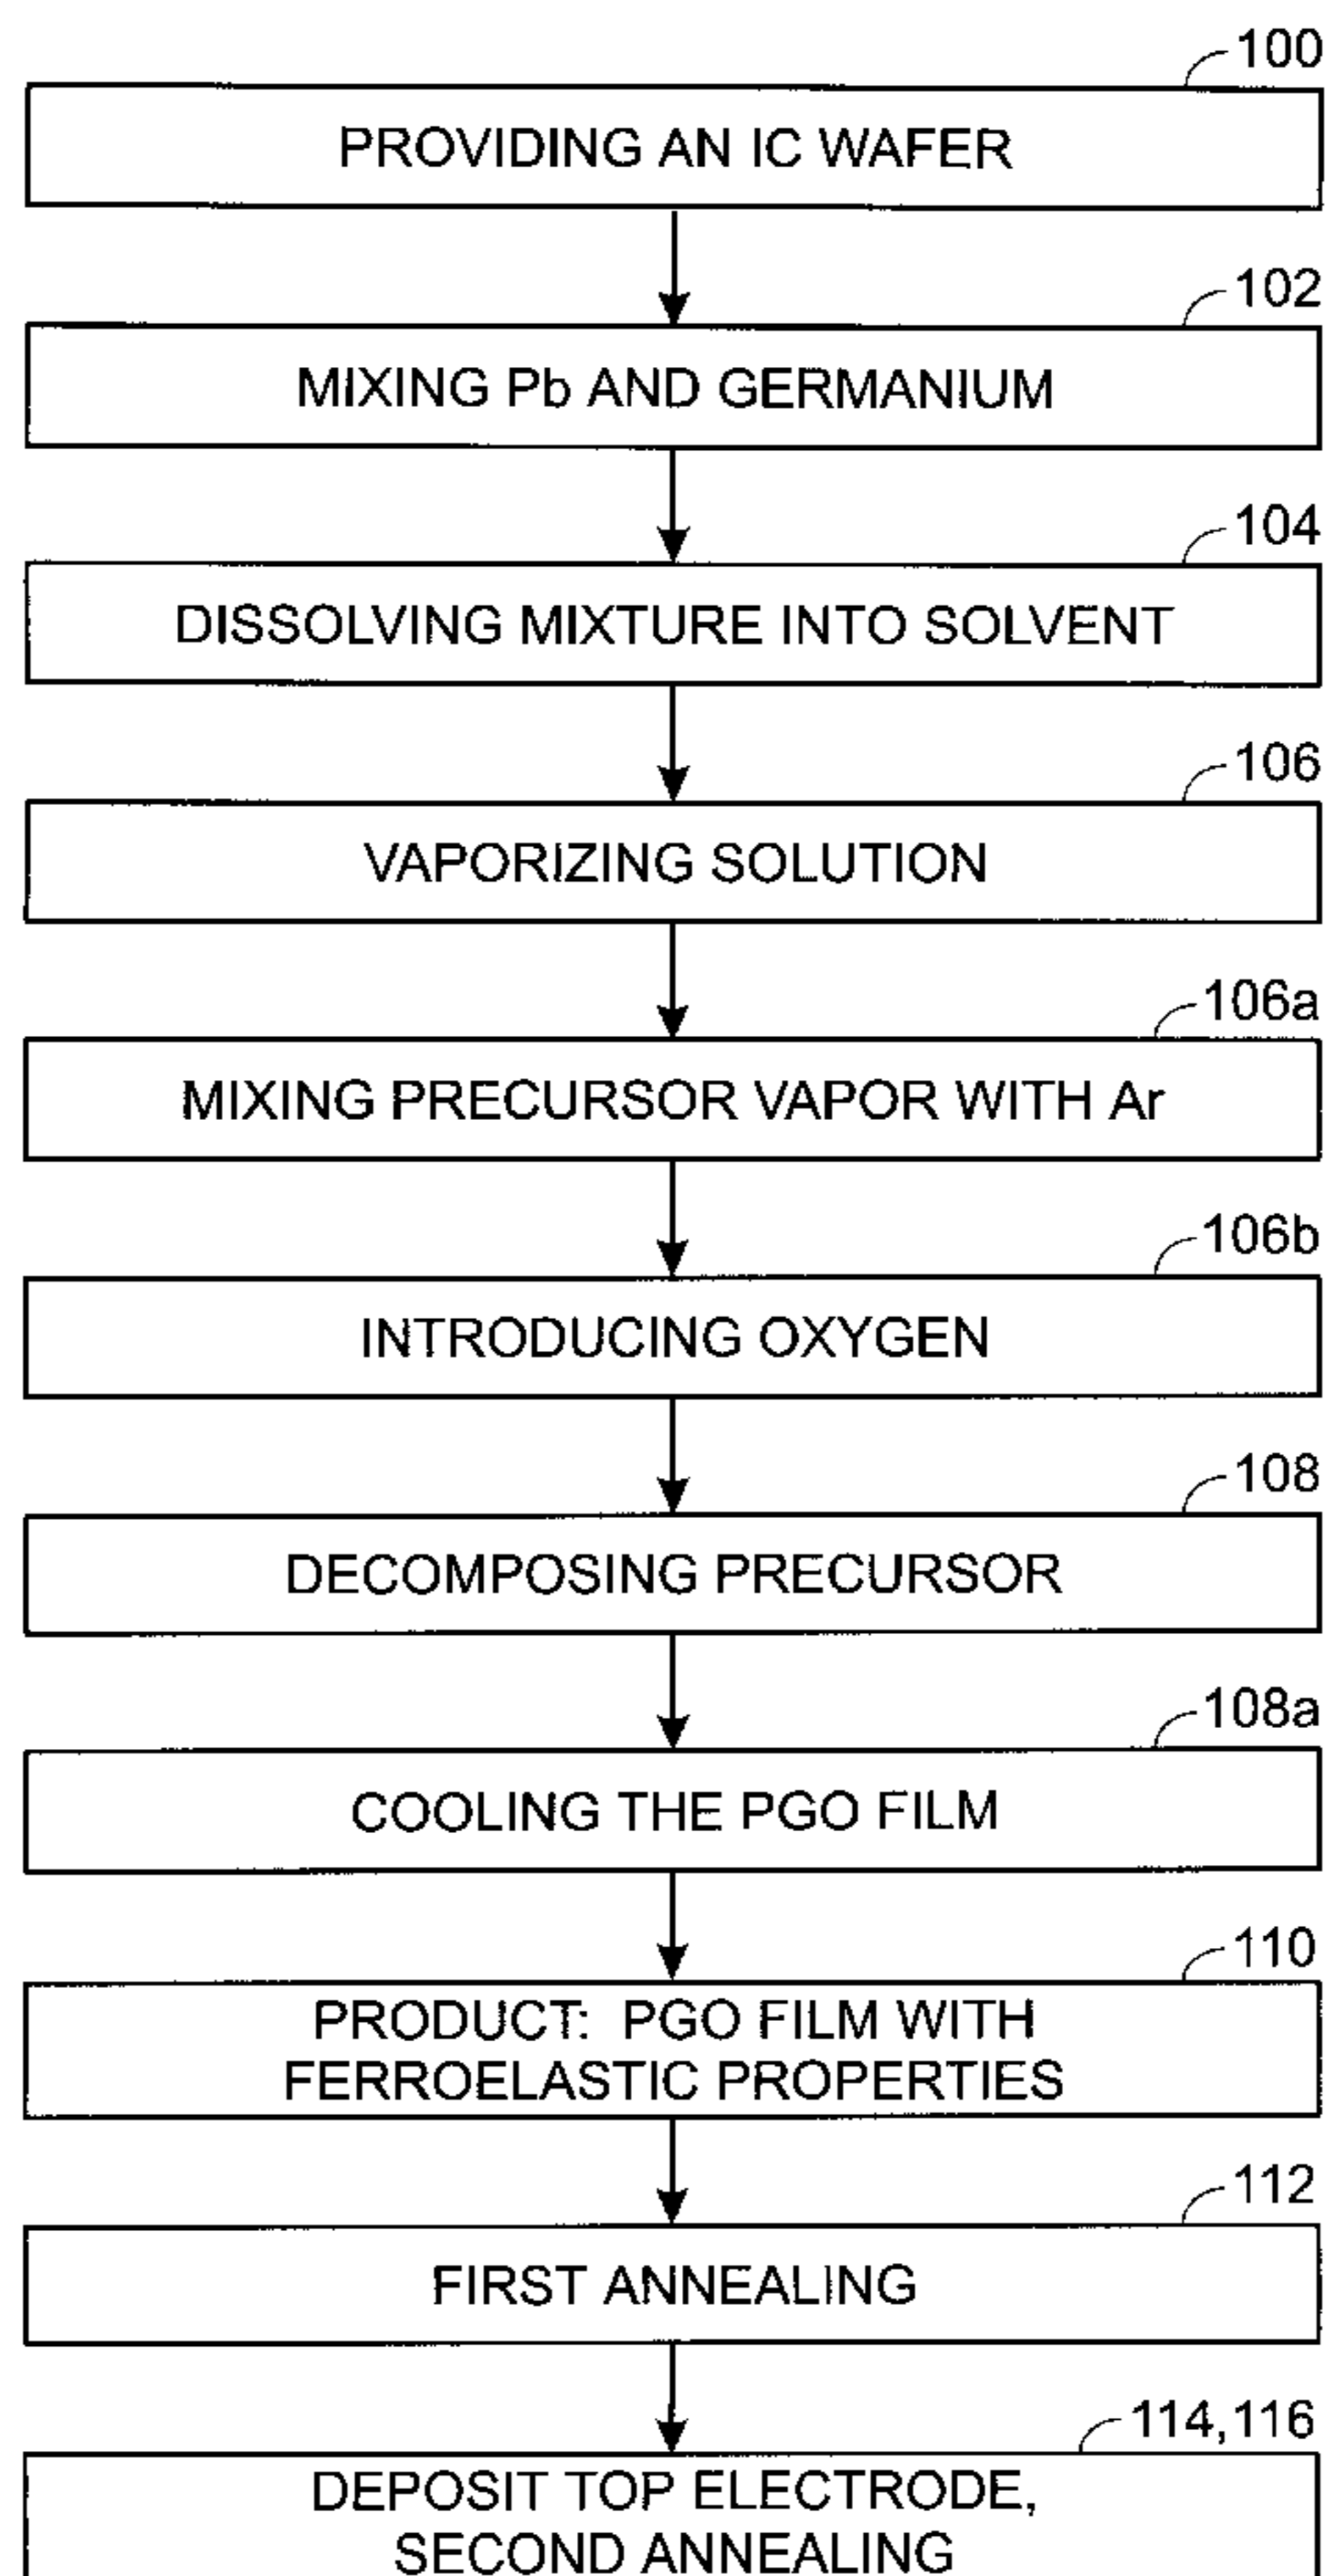 100
PROVIDING AN IC WAFER
102
MIXING Pb AND GERMANIUM
104
DISSOLVING MIXTURE INTO SOLVENT
106
VAPORIZING SOLUTION
106a
MIXING PRECURSOR VAPOR WITH Ar
106b
INTRODUCING OXYGEN
108
DECOMPOSING PRECURSOR
108a
COOLING THE PGO FILM
110
PRODUCT: PGO FILM WITH
FERROELASTIC PROPERTIES
112
FIRST ANNEALING
114,116
DEPOSIT TOP ELECTRODE,
SECOND ANNEALING